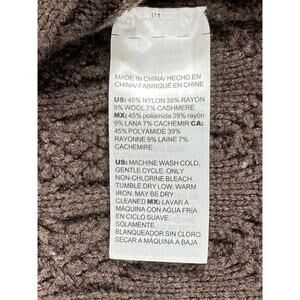 MADE IN CHINA/ HECHO EN
CHINA/ FABRIQUÉ EN CHINE
US: 45% NYLON 39% RAYON
9% WOOL 7% CASHMERE
MX: 45% poliamida 39% rayón
9% LANA 7% CACHEMIR CA:
45% POLYAMIDE 39%
RAYONNE 9% LAINE 7%
CACHEMIRE
US: MACHINE WASH COLD,
GENTLE CYCLE. ONLY
NON-CHLORINE BLEACH.
TUMBLE DRY LOW. WARM
IRON. MAY BE DRY
CLEANED MX: LAVAR A
MÁQUINA CON AGUA FRÍA
EN CICLO SUAVE.
SOLAMENTE
BLANQUEADOR SIN CLORO.
SECAR A MÁQUINA A BAJA